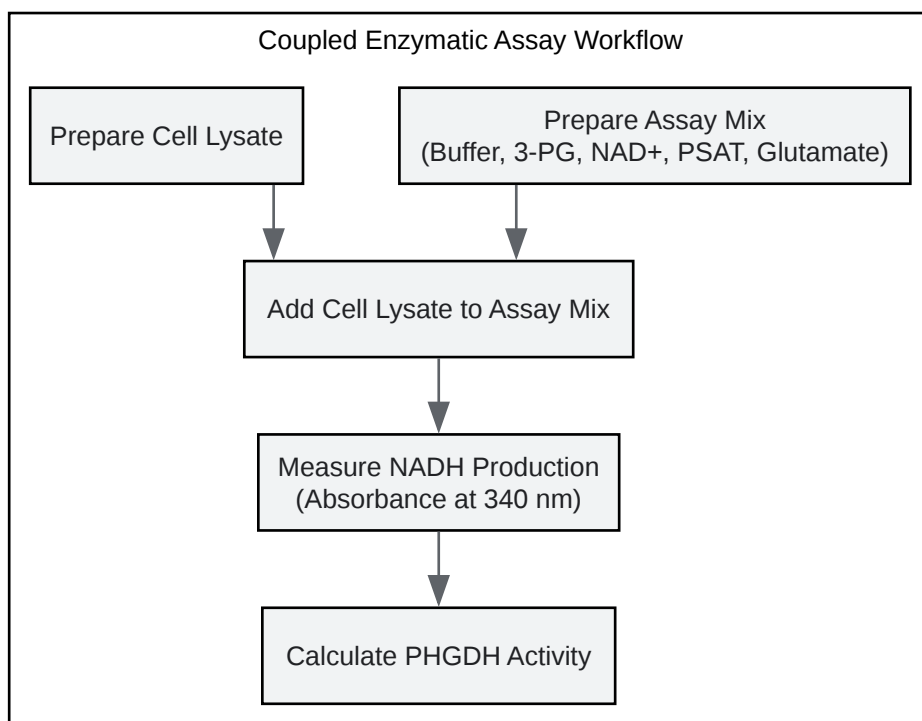 Coupled Enzymatic Assay Workflow
Prepare Cell Lysate
Prepare Assay Mix
(Buffer, 3-PG, NAD+, PSAT, Glutamate)
Add Cell Lysate to Assay Mix
Measure NADH Production
(Absorbance at 340 nm)
Calculate PHGDH Activity